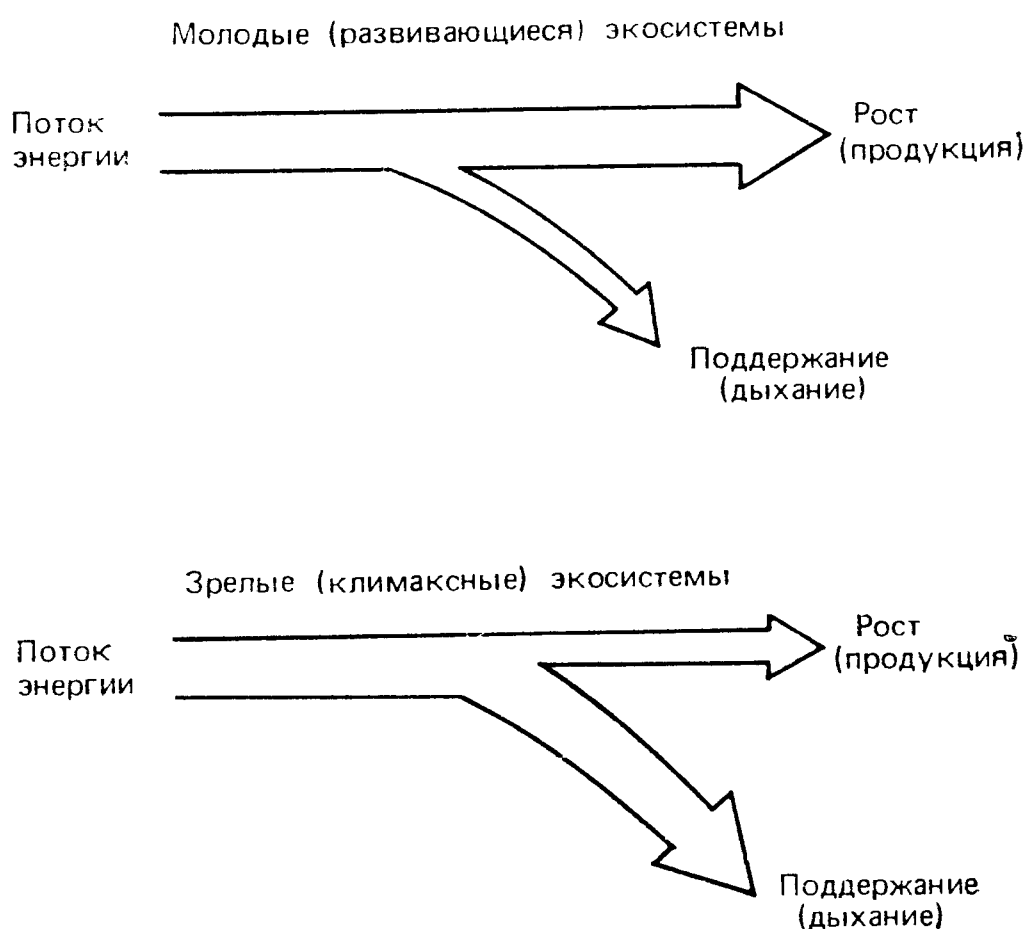 Молодые (развивающиеся) экосистемы
Поток
энергии
Рост
(продукция)
Поддержание
(дыхание)
Зрелые (климаксные) экосистемы
Поток
энергии
Рост
(продукция)
Поддержание
(дыхание)